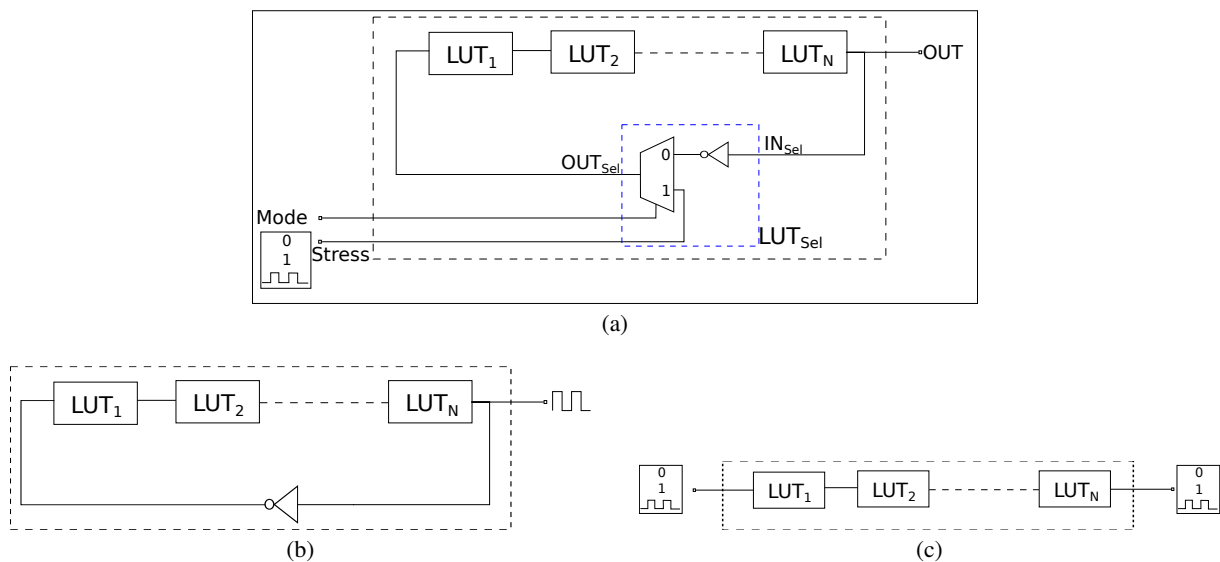 LUT1 LUT2 LUTN OUT
INSel
OUTSel 0
1
Mode
0
1 Stress
LUTSel
(a)
LUT1 LUT2 LUTN
(b)
0
1
LUT1 LUT2 LUTN
0
1
(c)